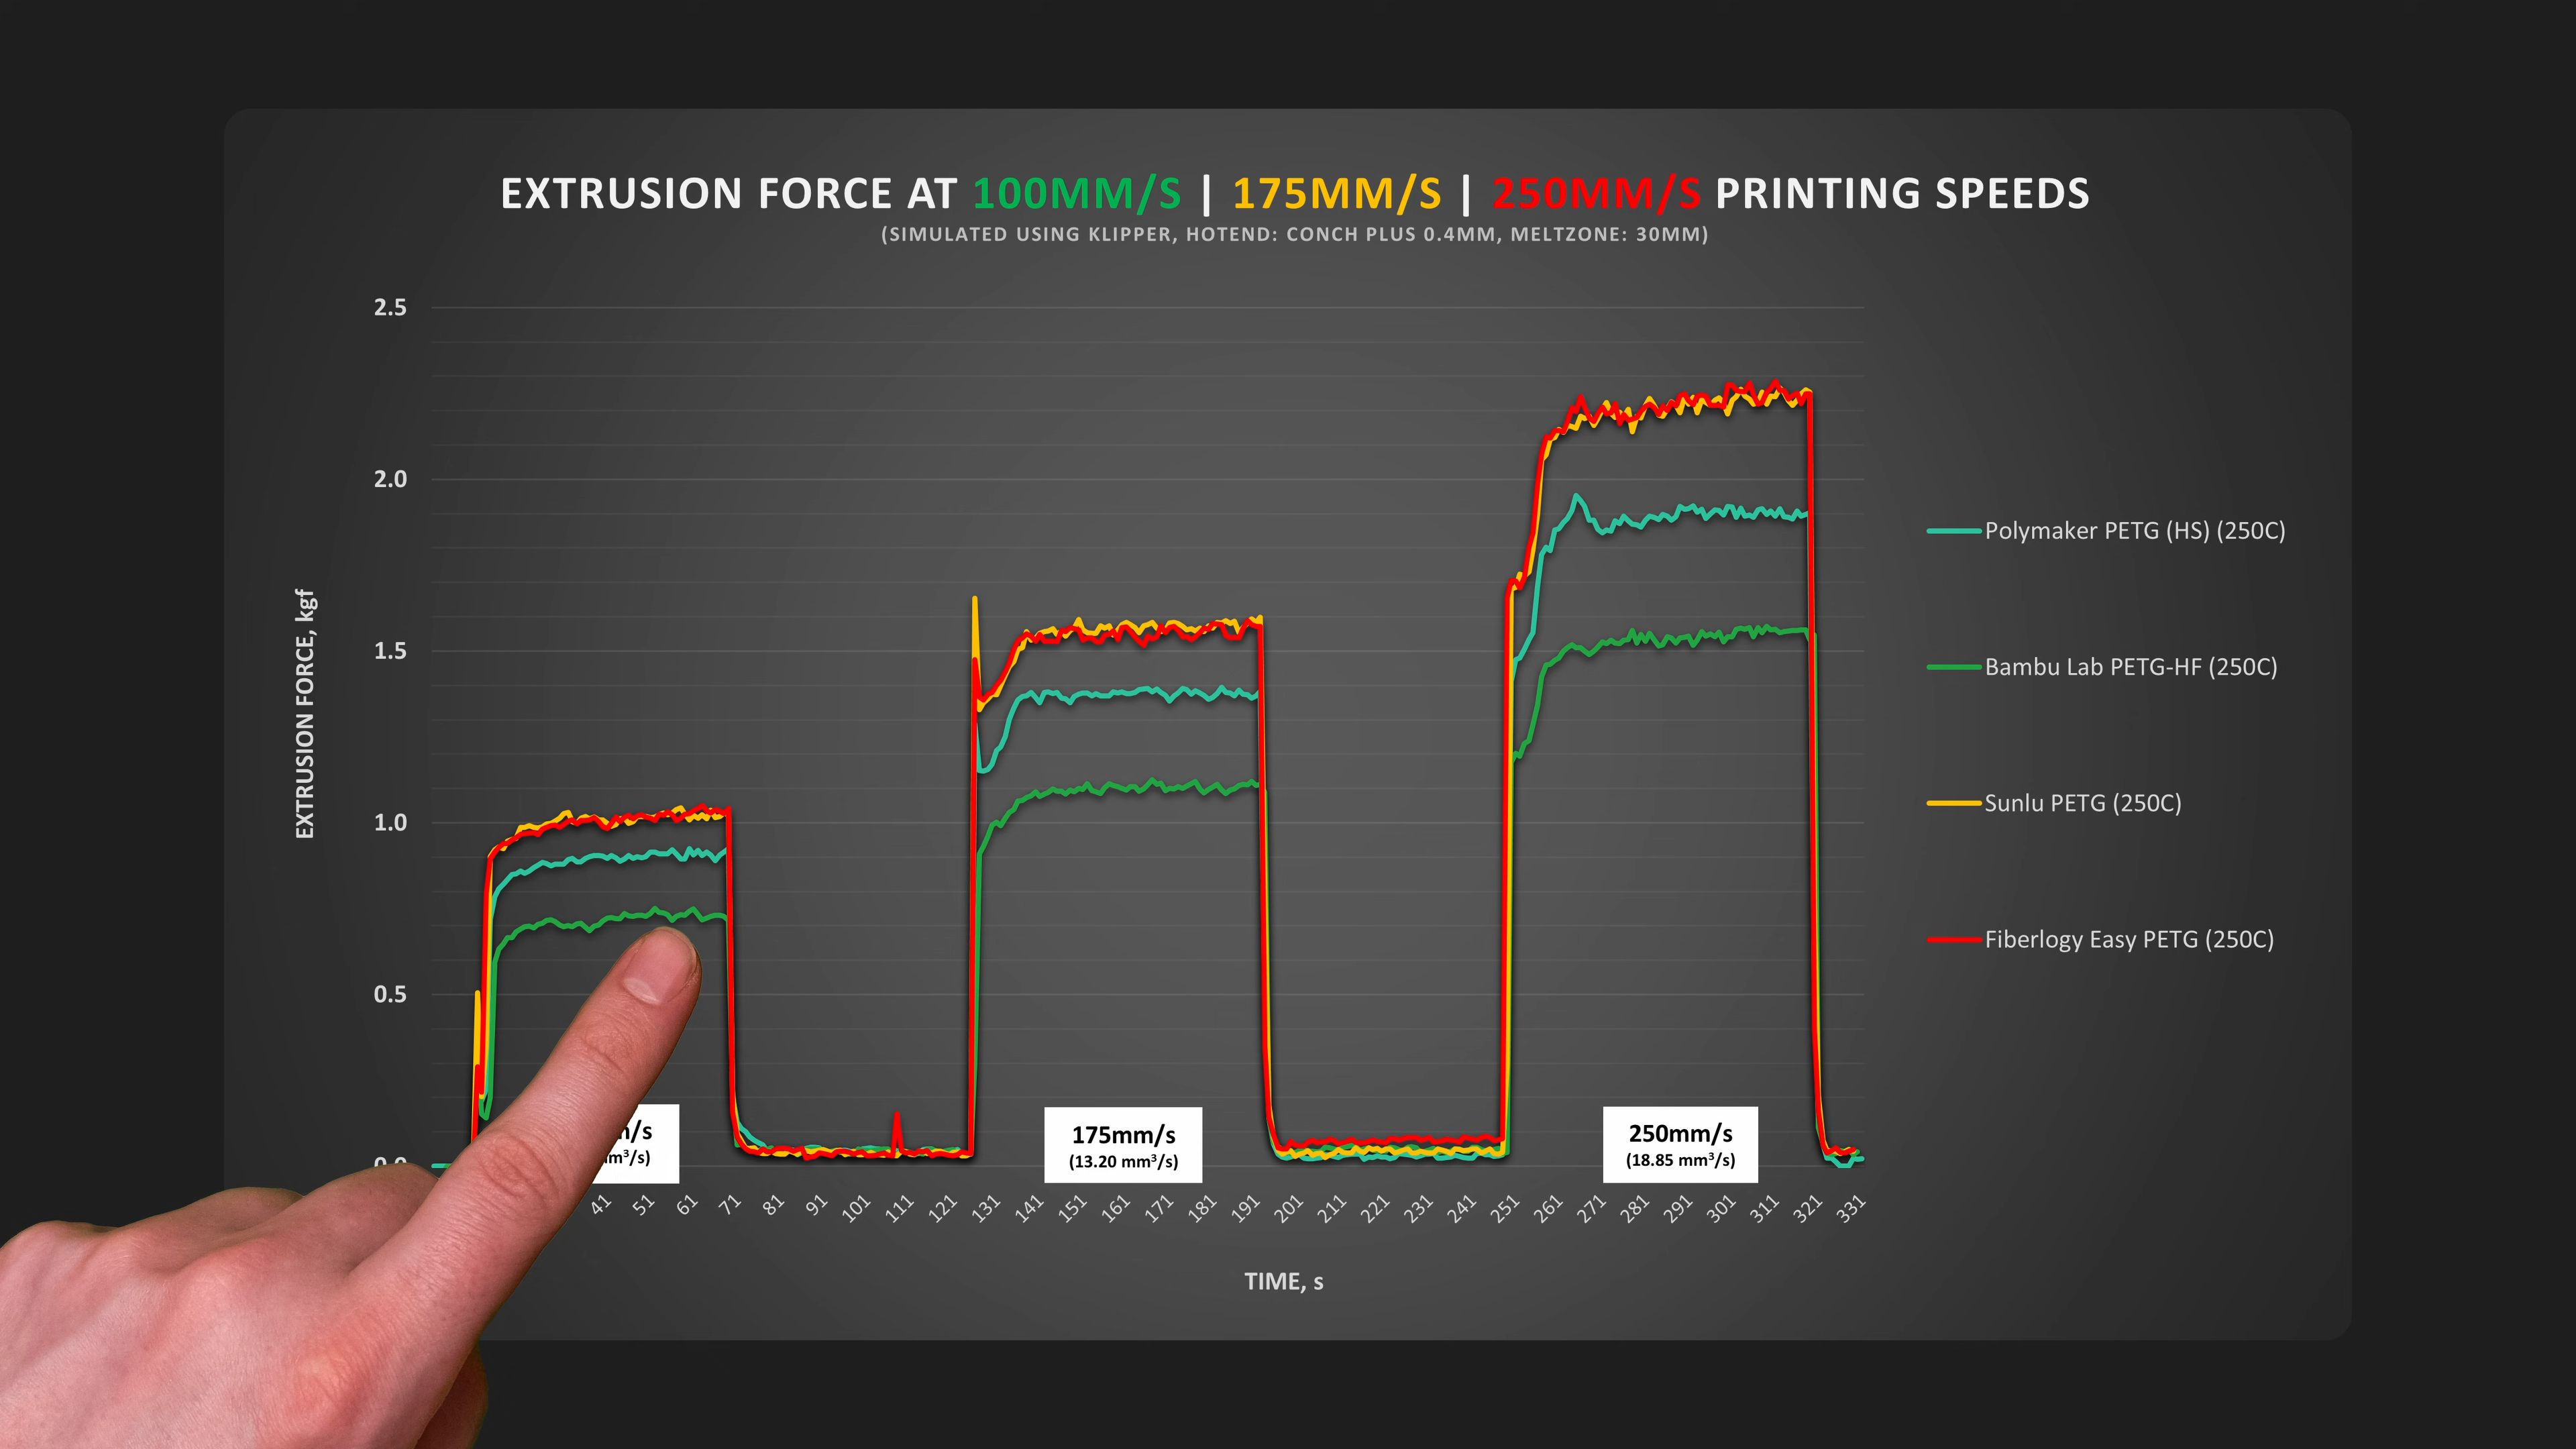 EXTRUSION FORCE AT 100MM/S | 175MM/S | 250MM/S PRINTING SPEEDS
(SIMULATED USING KLIPPER, HOTEND: CONCH PLUS 0.4MM, MELTZONE: 30MM)
2.5
2.0
1.5
1.0
0.5
EXTRUSION FORCE, kgf
Polymaker PETG (HS) (250C)
Bambu Lab PETG-HF (250C)
Sunlu PETG (250C)
Fiberlogy Easy PETG (250C)
175mm/s
(13.20 mm³/s)
250mm/s
(18.85 mm³/s)
41 51 61 71 81 91 101 111 121 131 141 151 161 171 181 191 201 211 221 231 241 251 261 271 281 291 301 311 321 331
TIME, s